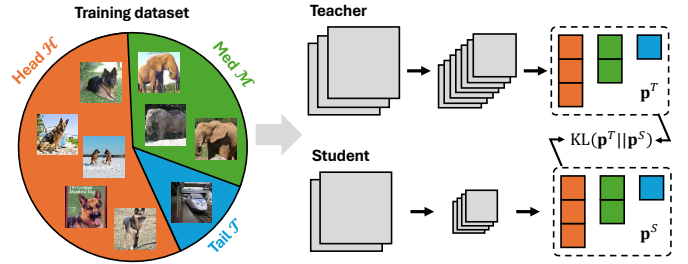 Training dataset
Head ℋ
Med ℳ
Tail 𝒯
Teacher
p^T
KL(p^T||p^S)
Student
p^S